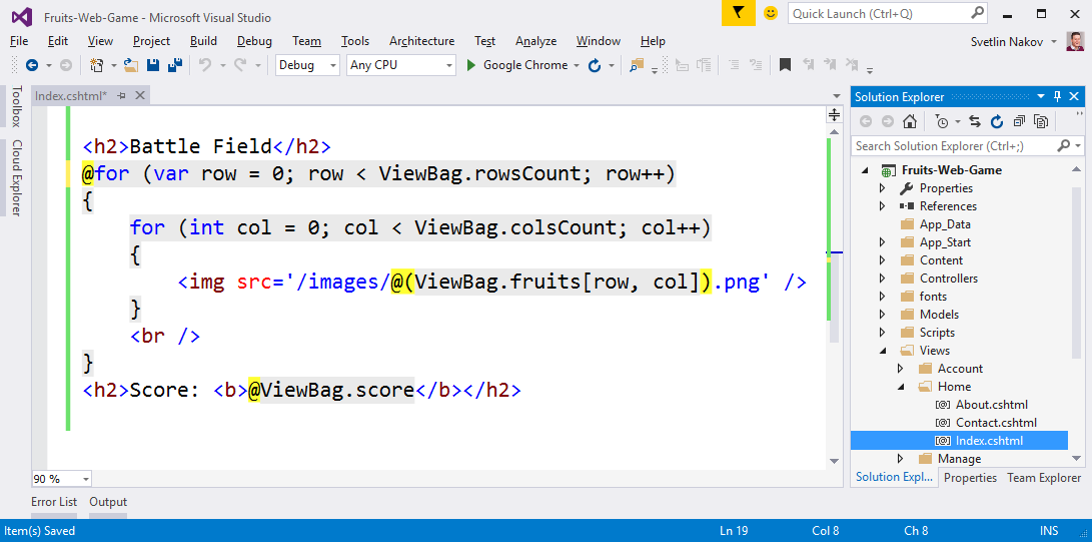 Fruits-Web-Game - Microsoft Visual Studio
Quick Launch (Ctrl+Q)
File Edit View Project Build Debug Team Tools Architecture Test Analyze Window Help
Svetlin Nakov
Debug Any CPU Google Chrome
Toolbox
Cloud Explorer
Index.cshtml*
<h2>Battle Field</h2>
@for (var row = 0; row < ViewBag.rowsCount; row++)
{
for (int col = 0; col < ViewBag.colsCount; col++)
{
<img src='/images/@(ViewBag.fruits[row, col]).png' />
}
<br />
}
<h2>Score: <b>@ViewBag.score</b></h2>
90 %
Solution Explorer
Search Solution Explorer (Ctrl+;)
Fruits-Web-Game
Properties
References
App_Data
App_Start
Content
Controllers
fonts
Models
Scripts
Views
Account
Home
About.cshtml
Contact.cshtml
Index.cshtml
Manage
Solution Expl... Properties Team Explorer
Error List Output
Item(s) Saved Ln 19 Col 8 Ch 8 INS